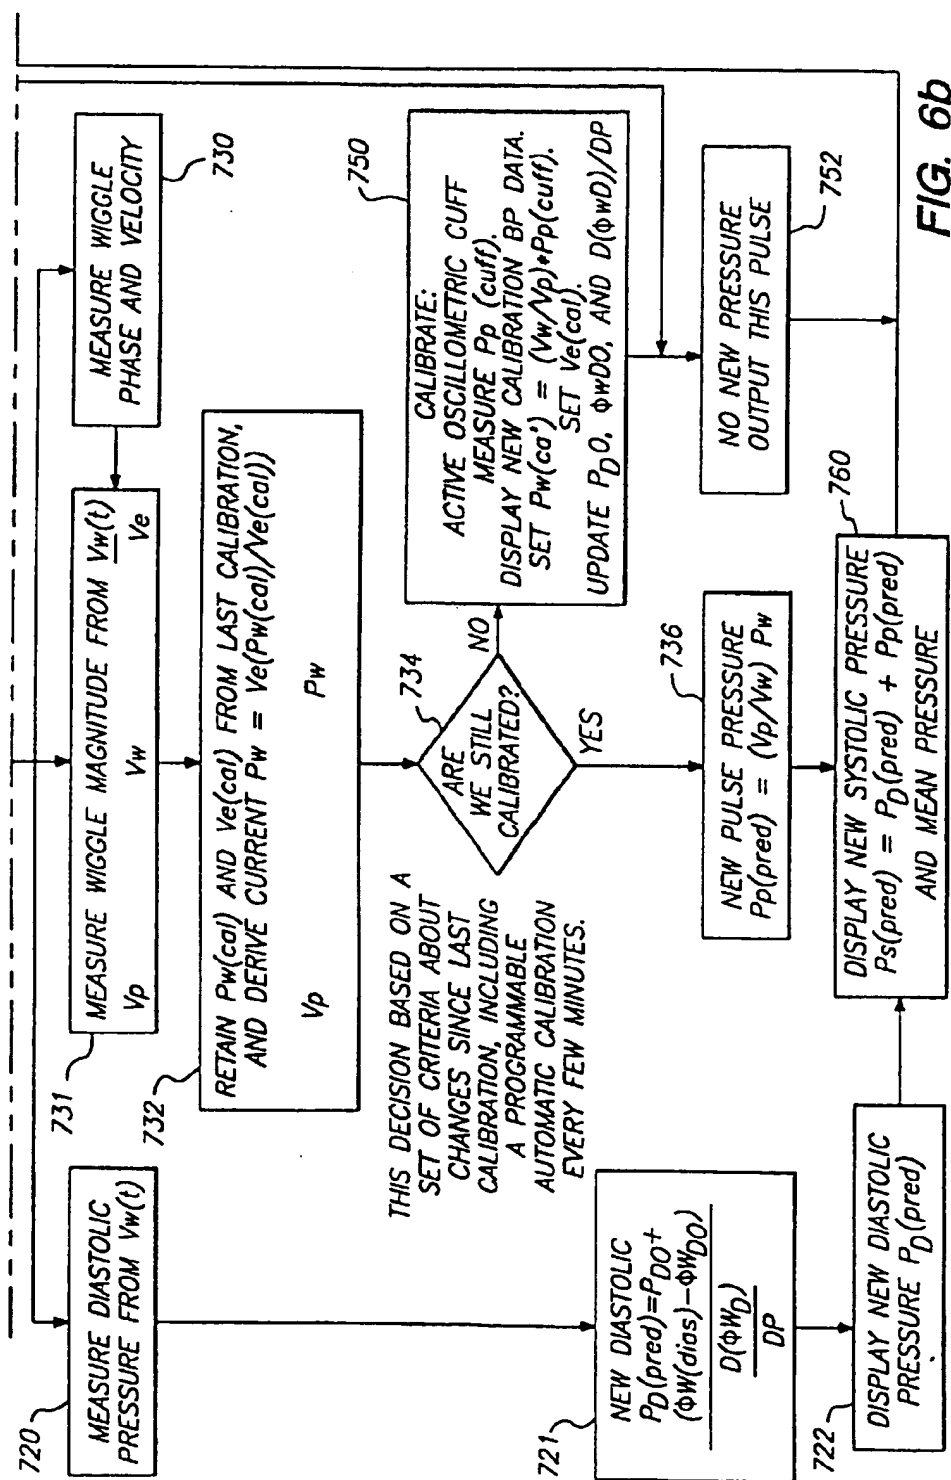 720
MEASURE DIASTOLIC
PRESSURE FROM Vw(t)
731
MEASURE WIGGLE MAGNITUDE FROM Vw(t)
Vp Vw Ve
MEASURE WIGGLE
PHASE AND VELOCITY
730
732
RETAIN Pw(cal) AND Ve(cal) FROM LAST CALIBRATION,
AND DERIVE CURRENT Pw = Ve(Pw(cal)/Ve(cal))
Vp Pw
THIS DECISION BASED ON A
SET OF CRITERIA ABOUT
CHANGES SINCE LAST
CALIBRATION, INCLUDING
A PROGRAMMABLE
AUTOMATIC CALIBRATION
EVERY FEW MINUTES.
734
ARE
WE STILL
CALIBRATED?
NO
YES
750
CALIBRATE:
ACTIVE OSCILLOMETRIC CUFF
MEASURE Pp (cuff).
DISPLAY NEW CALIBRATION BP DATA.
SET Pw(ca') = (Vw/Vp)*Pp(cuff).
SET Ve(cal).
UPDATE PDO, ΦwDO, AND D(ΦwD)/DP
721
NEW DIASTOLIC
PD(pred)=PDO+
(ΦW(dias)-ΦWDO)
D(ΦWD)
DP
736
NEW PULSE PRESSURE
Pp(pred) = (Vp/Vw) Pw
NO NEW PRESSURE
OUTPUT THIS PULSE
752
722
DISPLAY NEW DIASTOLIC
PRESSURE PD(pred)
760
DISPLAY NEW SYSTOLIC PRESSURE
Ps(pred) = PD(pred) + Pp(pred)
AND MEAN PRESSURE
FIG. 6b